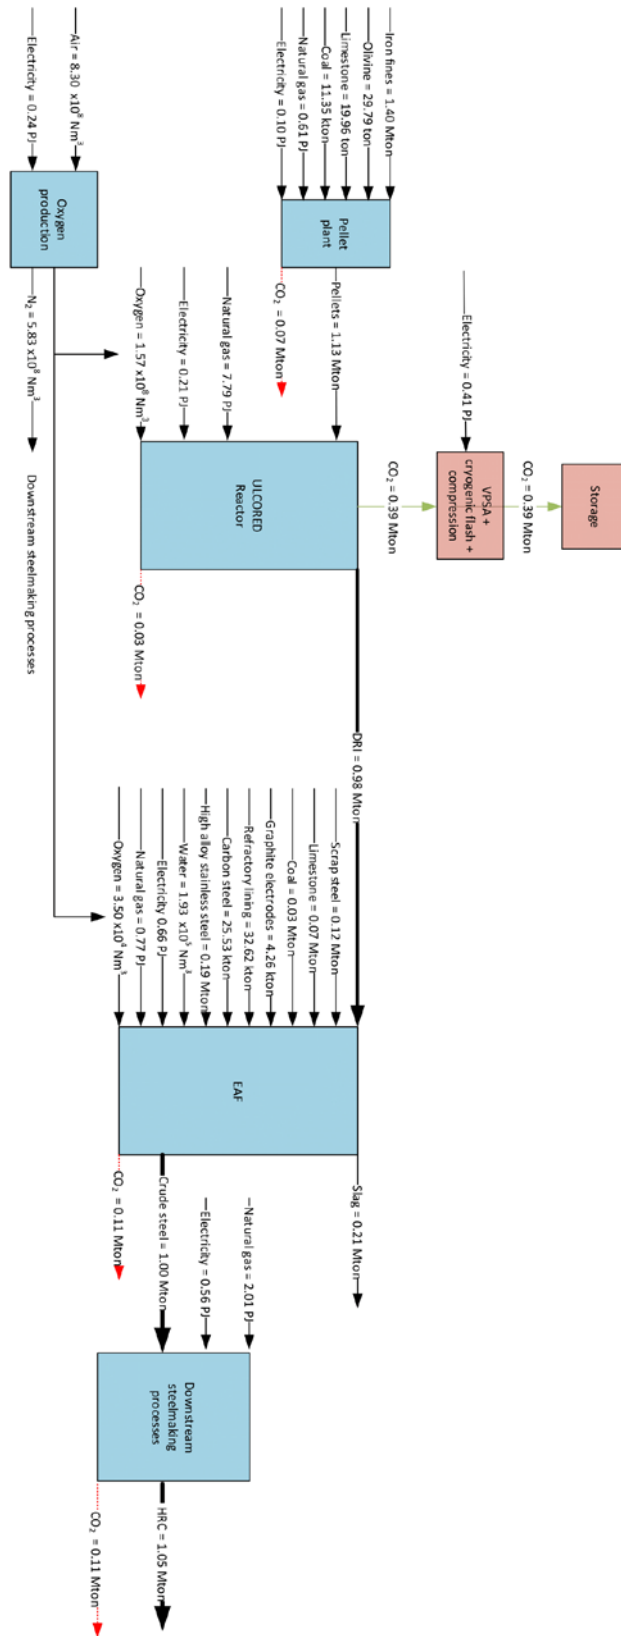 Storage
CO2 = 0.39 Mton
VPSA +
cryogenic flash +
compression
Electricity = 0.41 PJ
CO2 = 0.39 Mton
Iron fines = 1.40 Mton
Olivine = 29.79 ton
Limestone = 19.96 ton
Coal = 11.35 kton
Natural gas = 0.61 PJ
Electricity = 0.10 PJ
Pellet
plant
Pellets = 1.13 Mton
CO2 = 0.07 Mton
Natural gas = 7.79 PJ
Electricity = 0.21 PJ
Oxygen = 1.57 x10⁸ Nm³
ULCORED
Reactor
CO2 = 0.03 Mton
DRI = 0.98 Mton
Air = 8.30 x10⁸ Nm³
Electricity = 0.24 PJ
Oxygen
production
N2 = 5.83 x10⁸ Nm³
Downstream steelmaking processes
Scrap steel = 0.12 Mton
Limestone = 0.07 Mton
Coal = 0.03 Mton
Graphite electrodes = 4.26 kton
Refractory lining = 32.62 kton
Carbon steel = 25.53 kton
High alloy stainless steel = 0.19 Mton
Water = 1.93 x10⁵ Nm³
Electricity 0.66 PJ
Natural gas = 0.77 PJ
Oxygen = 3.50 x10⁴ Nm³
EAF
Slag = 0.21 Mton
Crude steel = 1.00 Mton
CO2 = 0.11 Mton
Natural gas = 2.01 PJ
Electricity = 0.56 PJ
Downstream
steelmaking
processes
HRC = 1.05 Mton
CO2 = 0.11 Mton